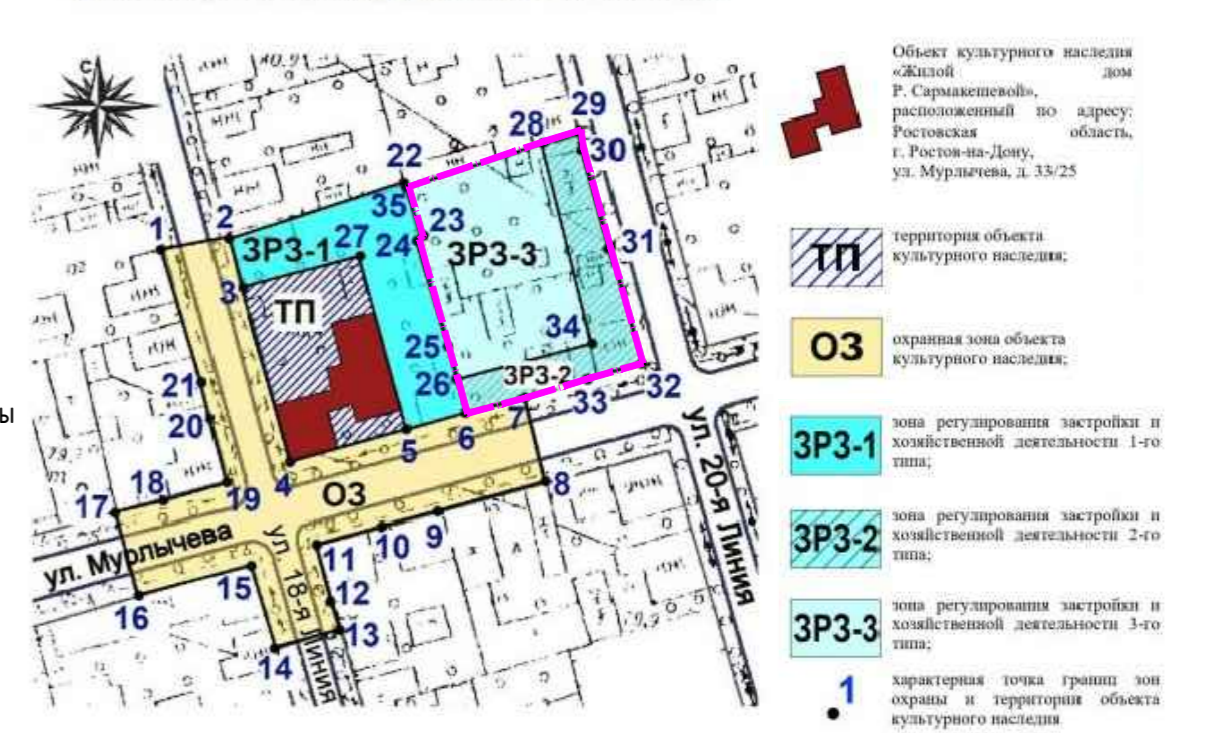 С
22
28
29
30
35
23
24
27
1
2
ЗРЗ-1
ЗРЗ-3
31
3
ТП
34
25
26
ЗРЗ-2
21
20
32
33
7
6
5
4
ОЗ
19
18
17
8
9
10
11
12
13
14
15
16
ул. Мурлычева
ул
18-я Линия
ул. 20-я Линия
ы
Объект культурного наследия
«Жилой дом
Р. Сармакешевой»,
расположенный по адресу:
Ростовская область,
г. Ростов-на-Дону,
ул. Мурлычева, д. 33/25
ТП
территория объекта
культурного наследия;
ОЗ
охранная зона объекта
культурного наследия;
ЗРЗ-1
зона регулирования застройки и
хозяйственной деятельности 1-го
типа;
ЗРЗ-2
зона регулирования застройки и
хозяйственной деятельности 2-го
типа;
ЗРЗ-3
зона регулирования застройки и
хозяйственной деятельности 3-го
типа;
1
характерная точка границ зон
охраны и территории объекта
культурного наследия